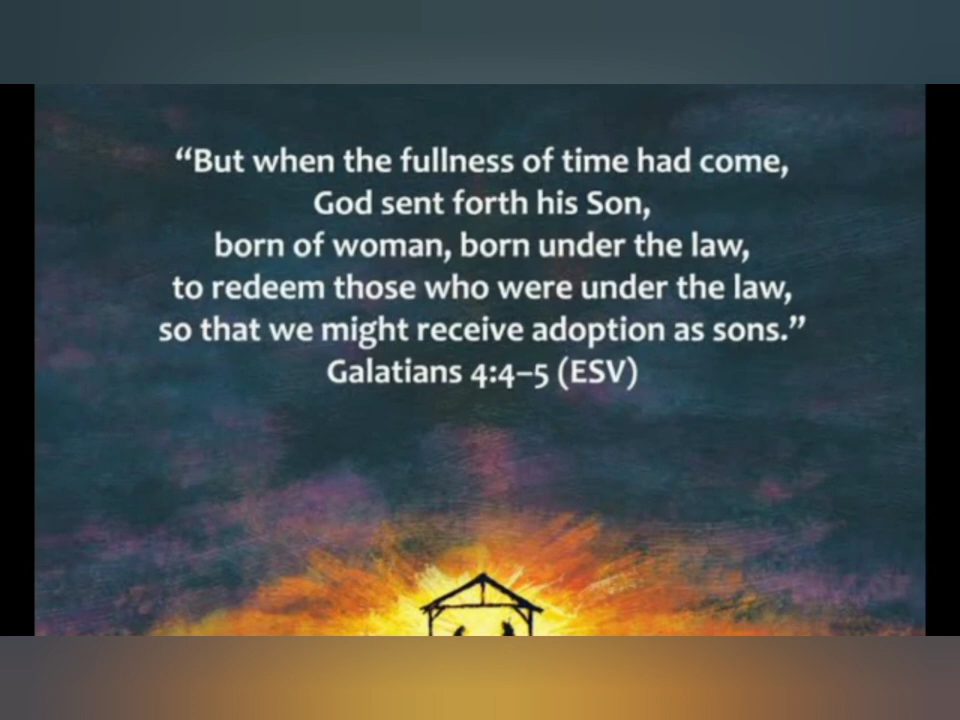 “But when the fullness of time had come,
God sent forth his Son,
born of woman, born under the law,
to redeem those who were under the law,
so that we might receive adoption as sons.”
Galatians 4:4–5 (ESV)